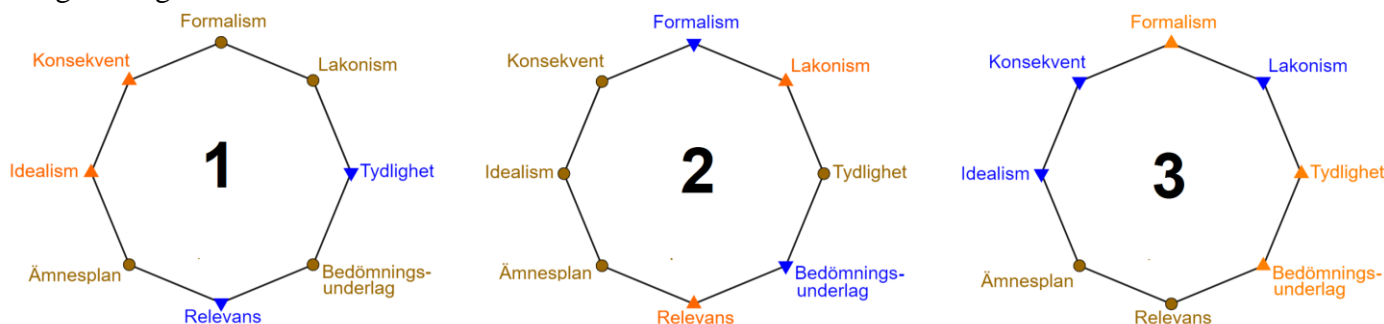 Formalism
Konsekvent
Lakonism
Idealism
1
Tydlighet
Ämnesplan
Bedömnings-
underlag
Relevans
Formalism
Konsekvent
Lakonism
Idealism
2
Tydlighet
Ämnesplan
Bedömnings-
underlag
Relevans
Formalism
Konsekvent
Lakonism
Idealism
3
Tydlighet
Ämnesplan
Bedömnings-
underlag
Relevans